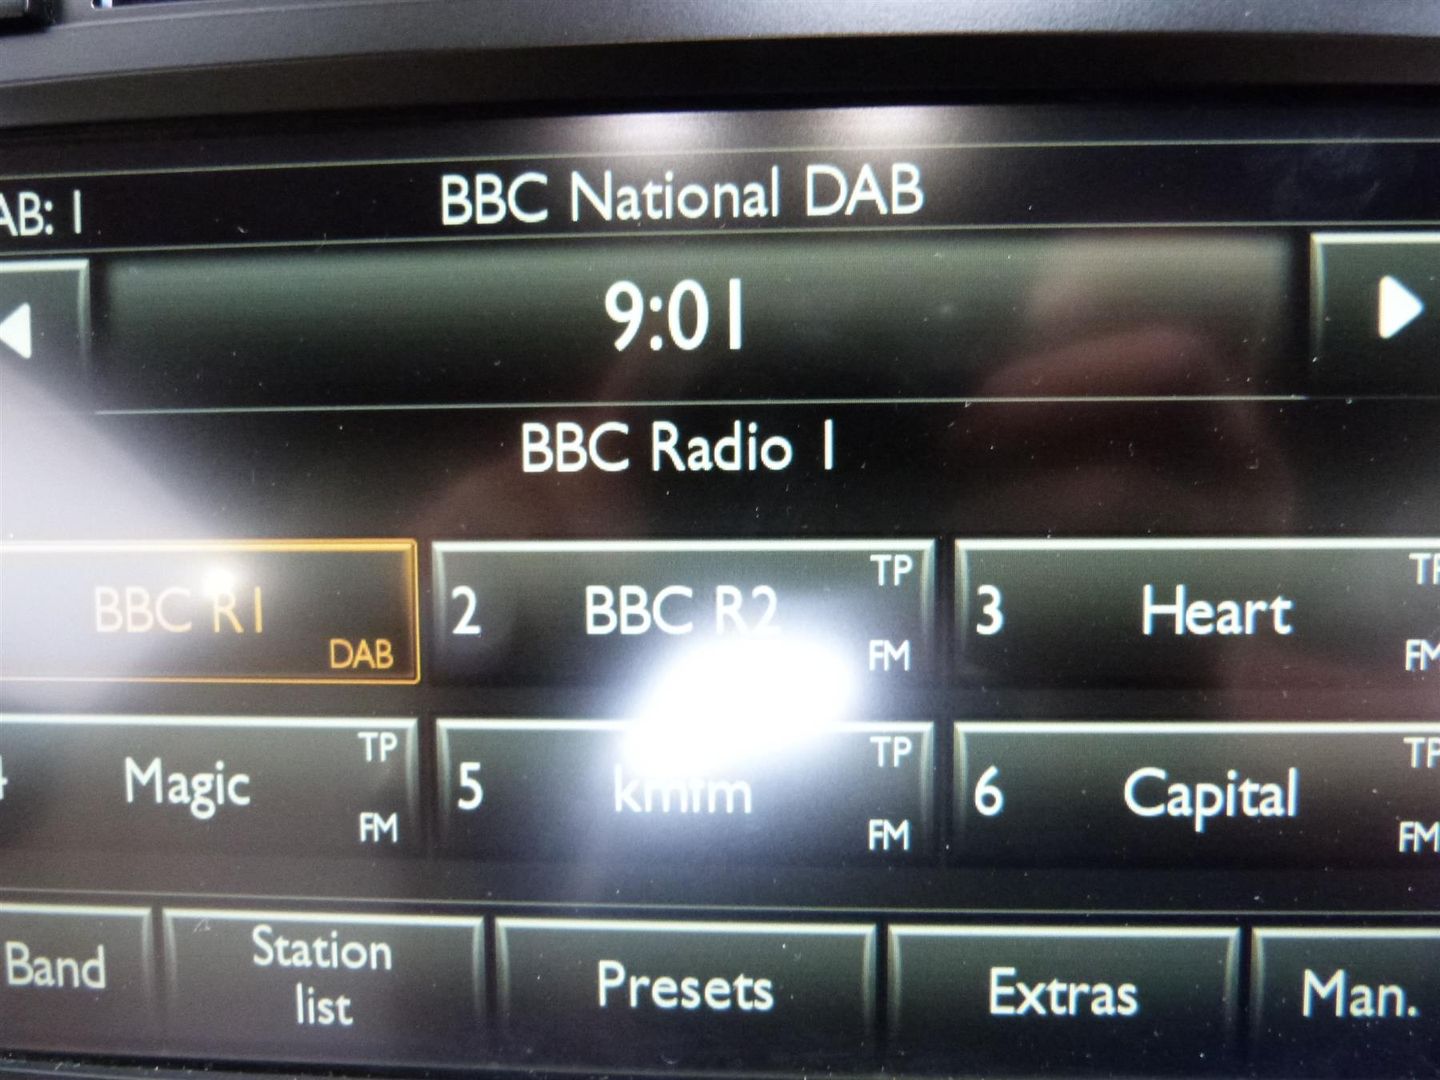 AB: 1
BBC National DAB
9:01
BBC Radio 1
BBC R1
DAB
2
BBC R2
TP
FM
3
Heart
TP
FM
4
Magic
TP
FM
5
kmfm
TP
FM
6
Capital
TP
FM
Band
Station
list
Presets
Extras
Man.